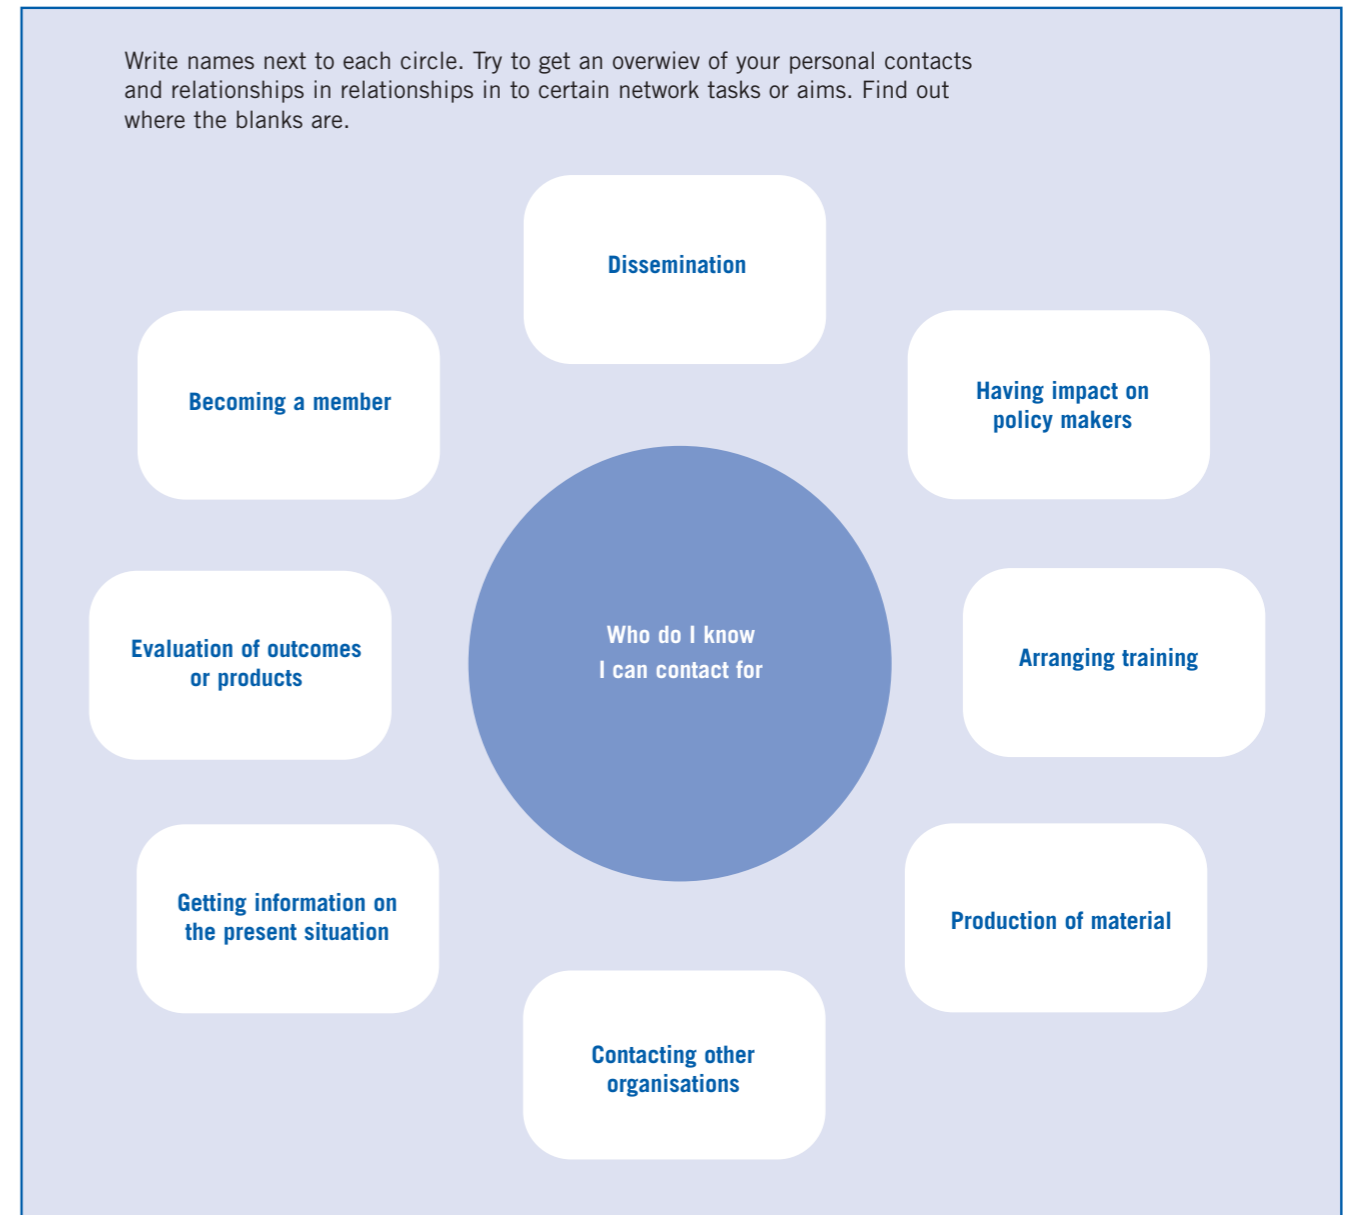 Write names next to each circle. Try to get an overwiev of your personal contacts
and relationships in relationships in to certain network tasks or aims. Find out
where the blanks are.
Dissemination
Becoming a member
Having impact on
policy makers
Evaluation of outcomes
or products
Who do I know
I can contact for
Arranging training
Getting information on
the present situation
Production of material
Contacting other
organisations